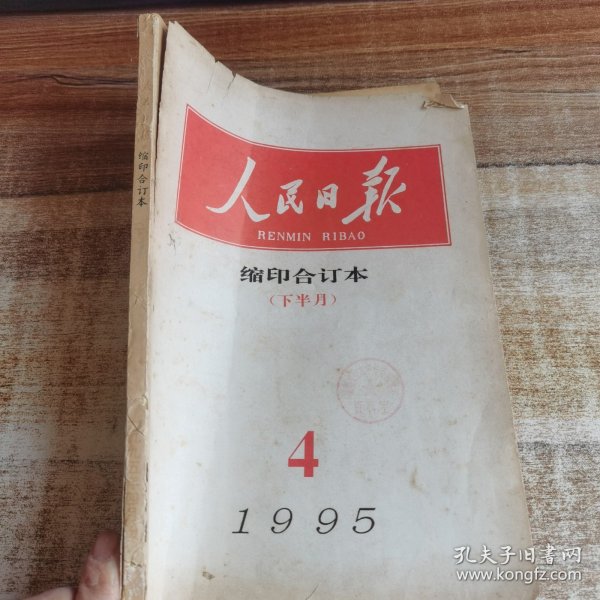 人民日报
RENMIN RIBAO
缩印合订本
(下半月)
4
1995
缩印合订本
孔夫子旧书网
www.kongfz.com